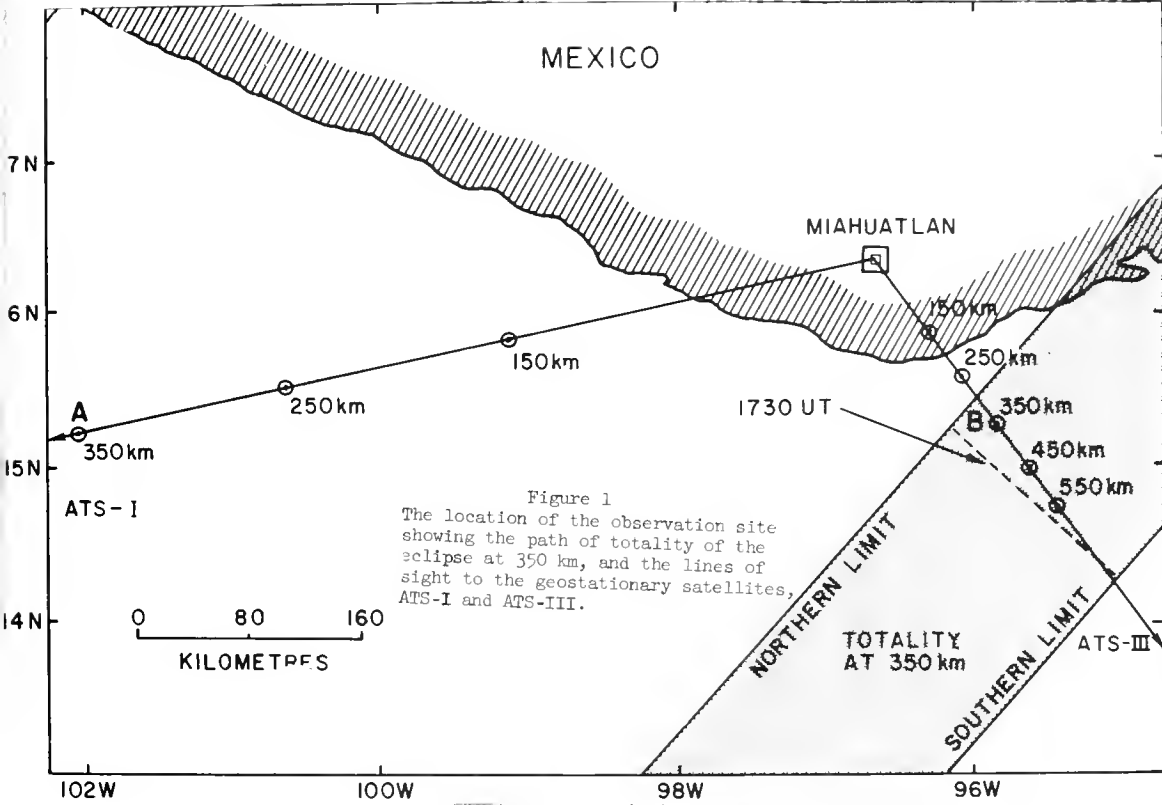 MEXICO
7N
MIAHUATLAN
6N
150km
150km
250km
250km
1730 UT
A
B
350km
350km
450km
15N
550km
ATS-I
Figure 1
The location of the observation site
showing the path of totality of the
eclipse at 350 km, and the lines of
sight to the geostationary satellites,
ATS-I and ATS-III.
NORTHERN LIMIT
14N
0 80 160
KILOMETRES
TOTALITY
AT 350km
ATS-III
SOUTHERN LIMIT
102W
100W
98W
96W